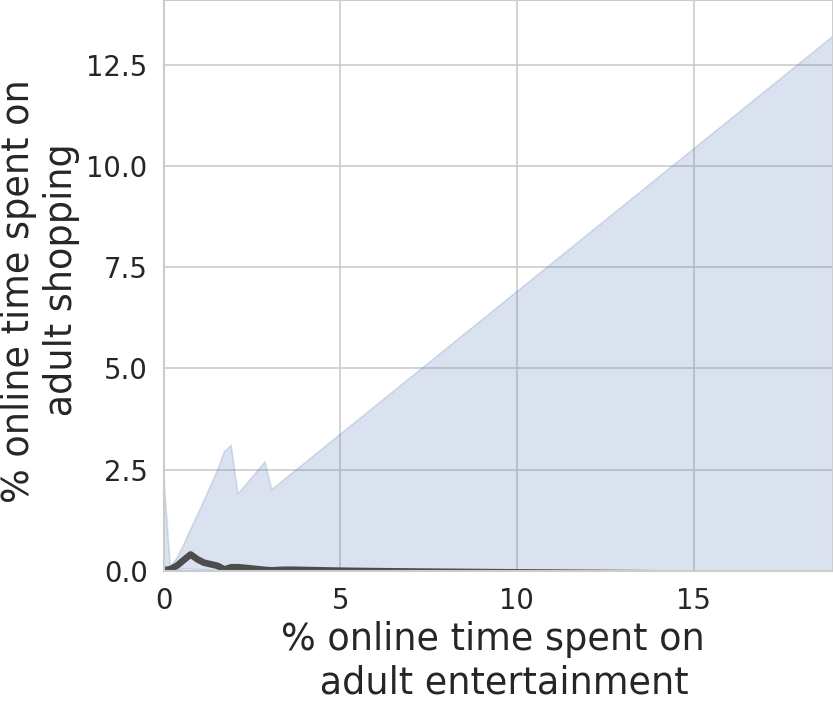 % online time spent on
adult shopping
12.5
10.0
7.5
5.0
2.5
0.0
0 5 10 15
% online time spent on
adult entertainment